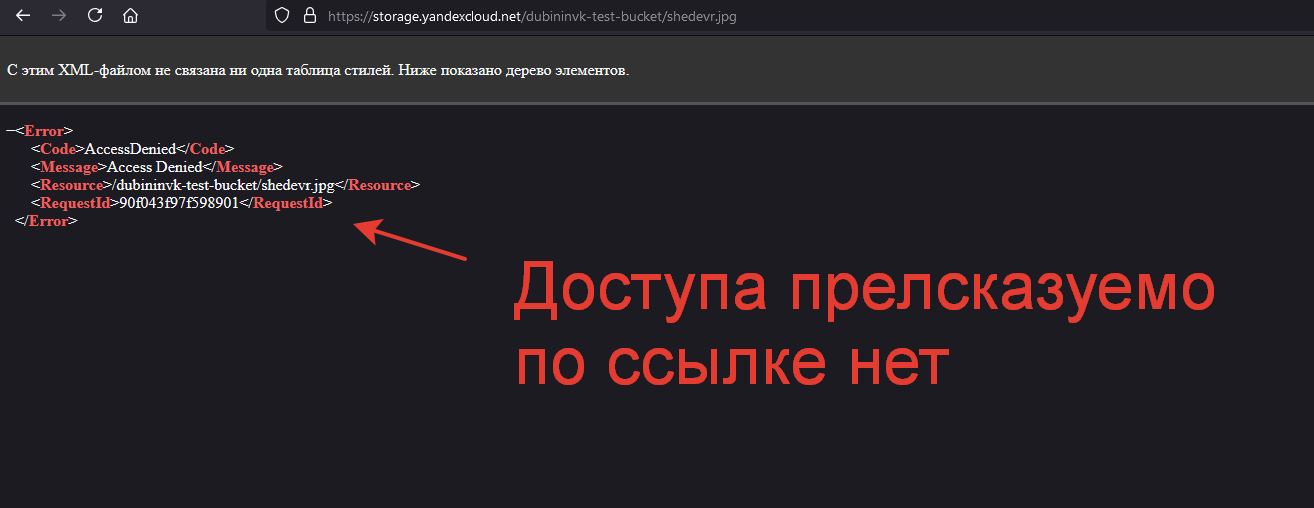 https://storage.yandexcloud.net/dubininvk-test-bucket/shedevr.jpg
С этим XML-файлом не связана ни одна таблица стилей. Ниже показано дерево элементов.
–<Error>
<Code>AccessDenied</Code>
<Message>Access Denied</Message>
<Resource>/dubininvk-test-bucket/shedevr.jpg</Resource>
<RequestId>90f043f97f598901</RequestId>
</Error>
Доступа прелсказуемо
по ссылке нет